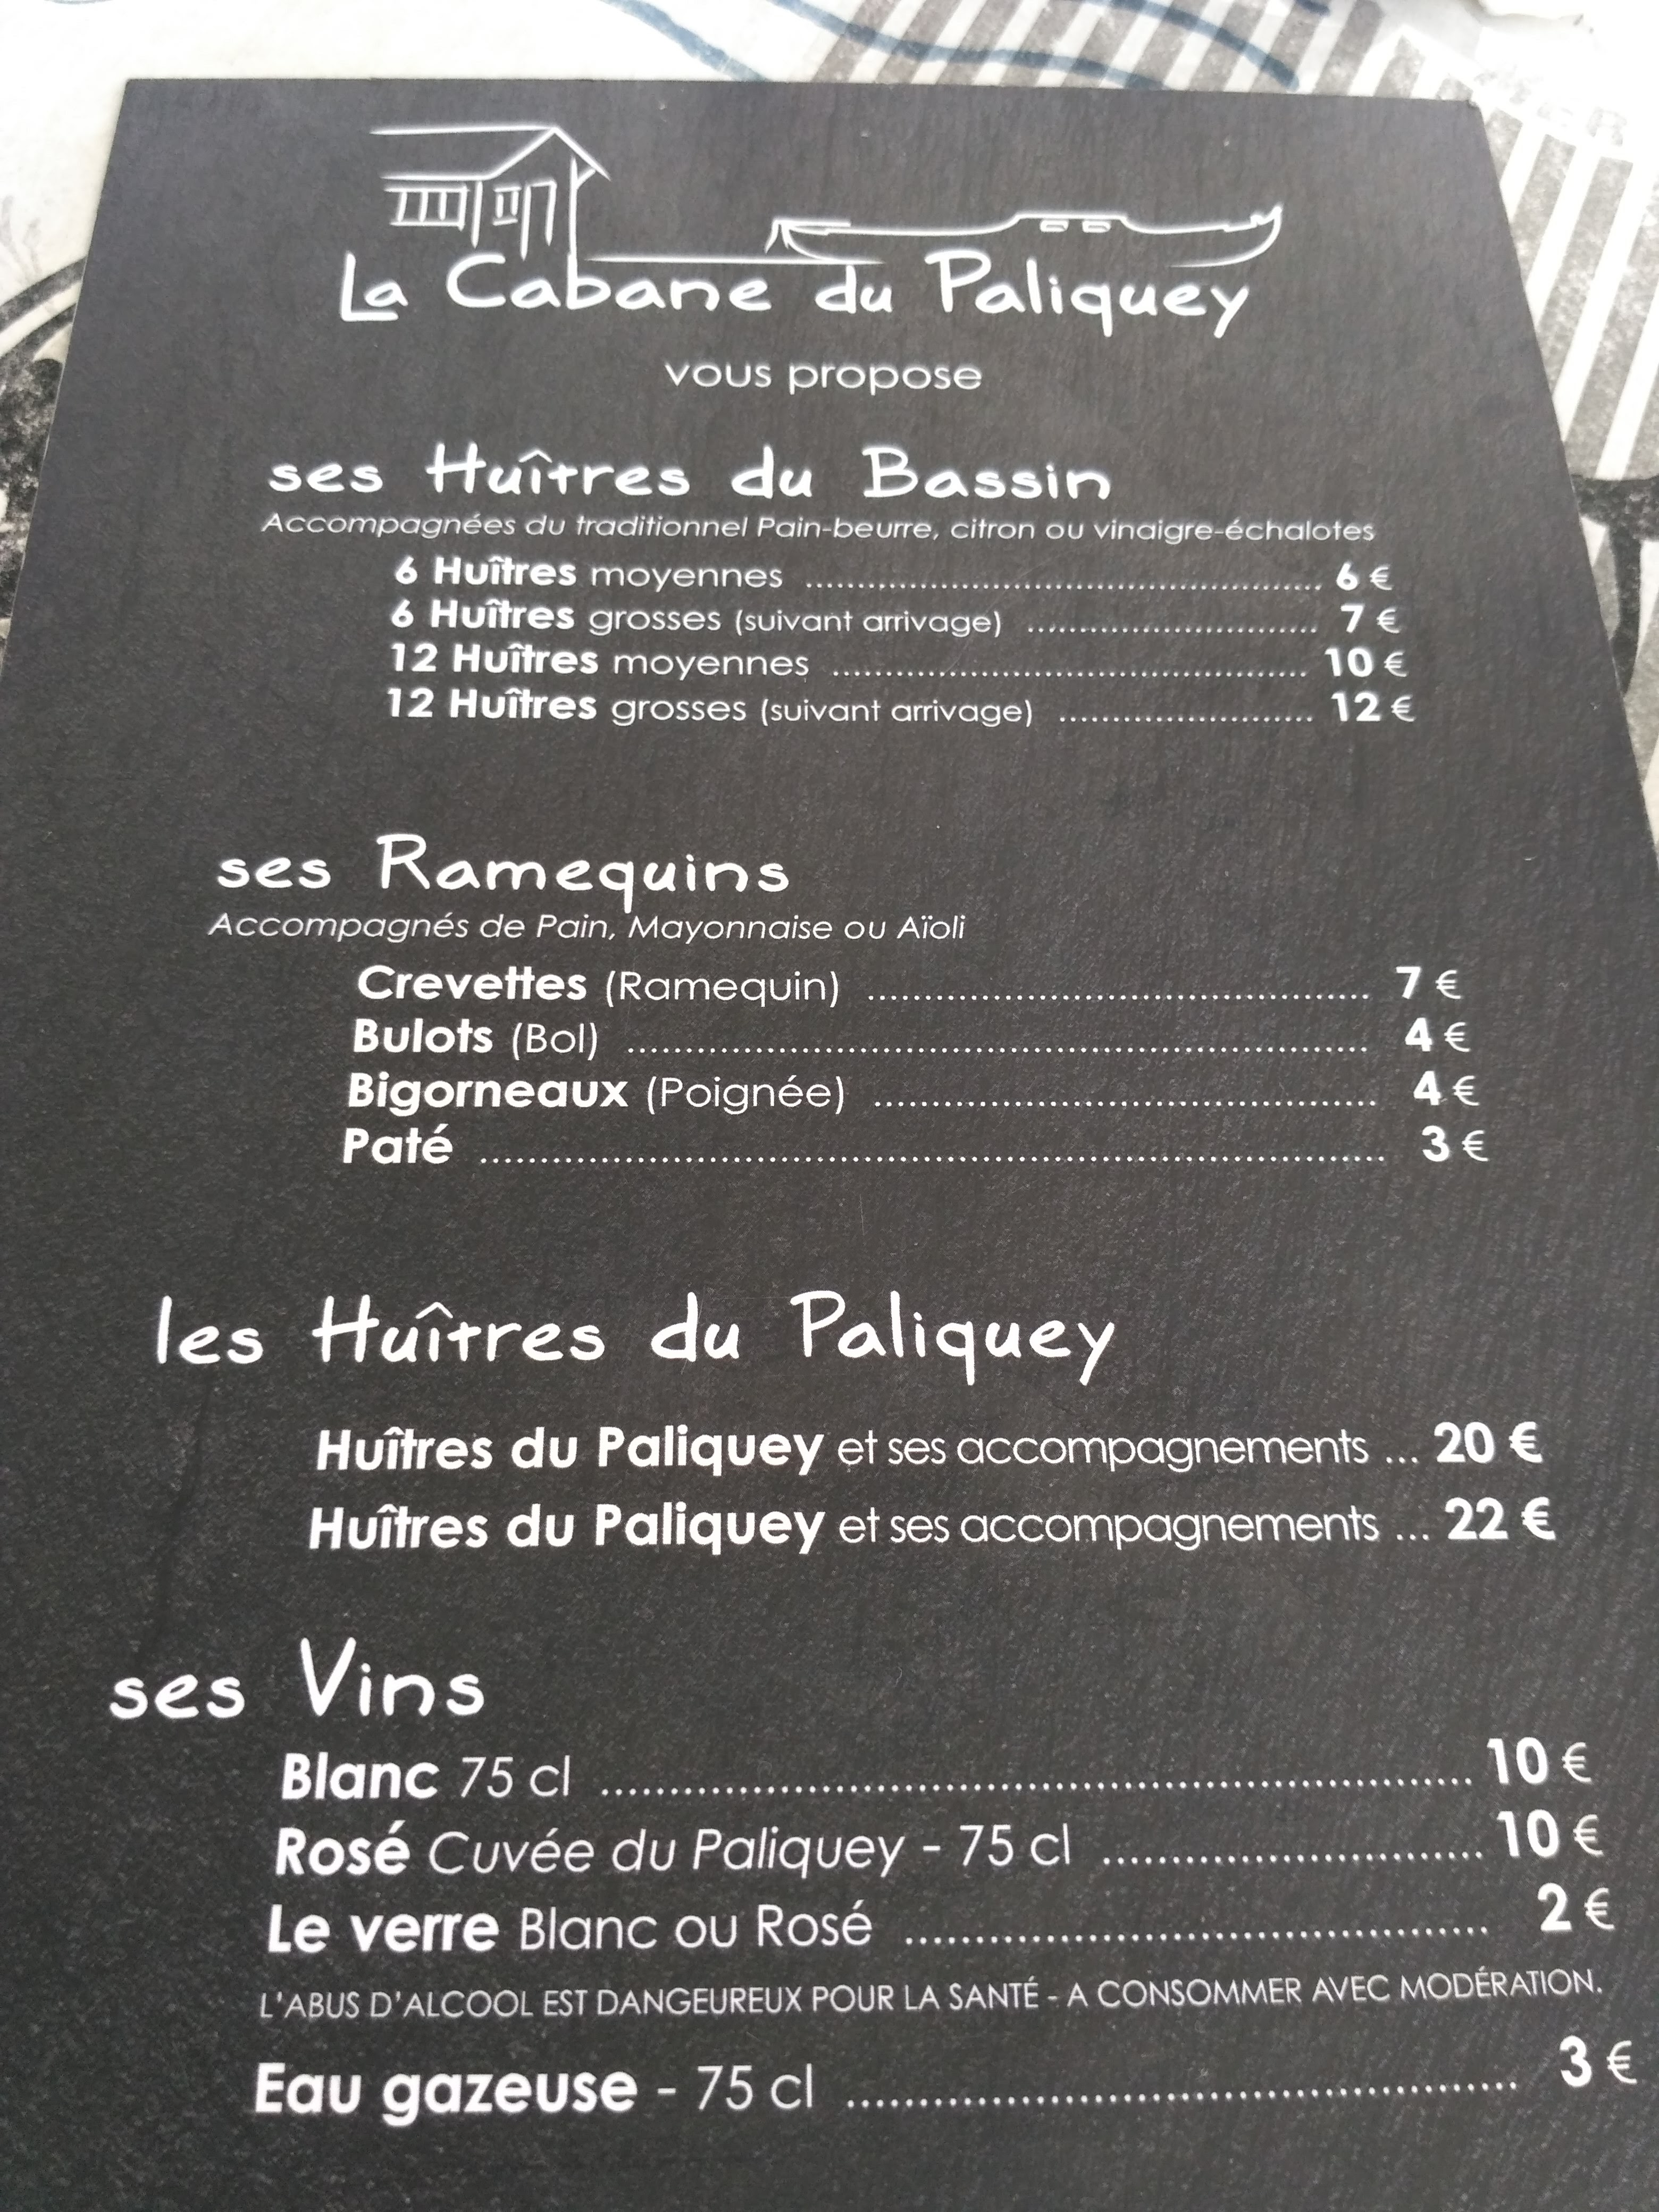 La Cabane du Paliquey
vous propose
ses Huîtres du Bassin
Accompagnées du traditionnel Pain-beurre, citron ou vinaigre-échalotes
6 Huîtres moyennes ........ 6 €
6 Huîtres grosses (suivant arrivage) ........ 7 €
12 Huîtres moyennes ........ 10 €
12 Huîtres grosses (suivant arrivage) ........ 12 €
ses Ramequins
Accompagnés de Pain, Mayonnaise ou Aïoli
Crevettes (Ramequin) ........ 7 €
Bulots (Bol) ........ 4 €
Bigorneaux (Poignée) ........ 4 €
Paté ........ 3 €
les Huîtres du Paliquey
Huîtres du Paliquey et ses accompagnements ... 20 €
Huîtres du Paliquey et ses accompagnements ... 22 €
ses Vins
Blanc 75 cl ........ 10 €
Rosé Cuvée du Paliquey - 75 cl ........ 10 €
Le verre Blanc ou Rosé ........ 2 €
L'ABUS D'ALCOOL EST DANGEUREUX POUR LA SANTÉ - A CONSOMMER AVEC MODÉRATION.
Eau gazeuse - 75 cl ........ 3 €